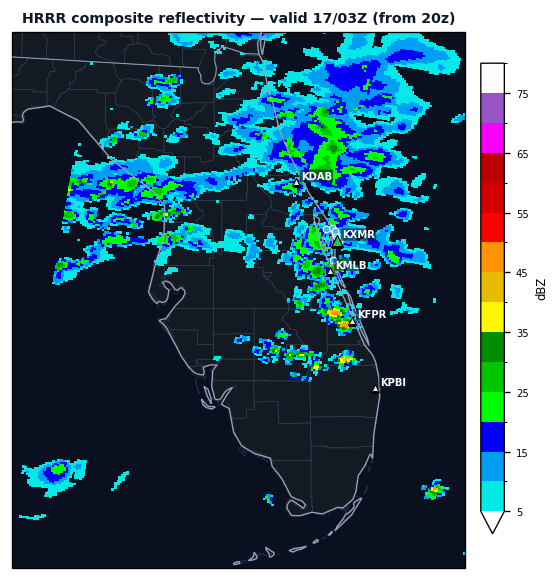 HRRR composite reflectivity — valid 17/03Z (from 20z)
KDAB
KXMR
KMLB
KFPR
KPBI
75
65
55
45
35
25
15
5
dBZ